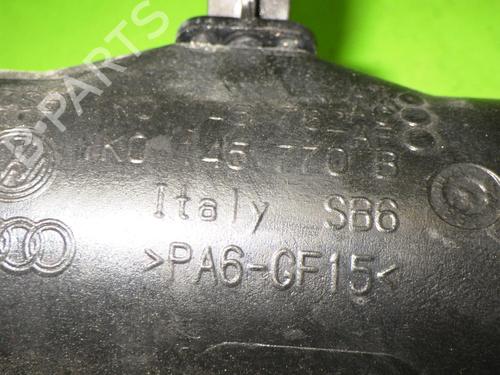 B-PARTS
1K0 145 770 B
Italy SB6
>PA6-GF15<